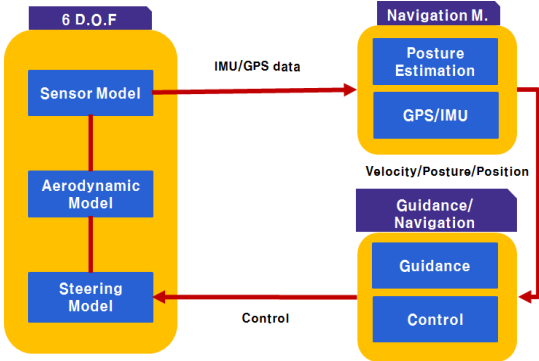 6 D.O.F
Sensor Model
Aerodynamic
Model
Steering
Model
IMU/GPS data
Navigation M.
Posture
Estimation
GPS/IMU
Velocity/Posture/Position
Guidance/
Navigation
Guidance
Control
Control